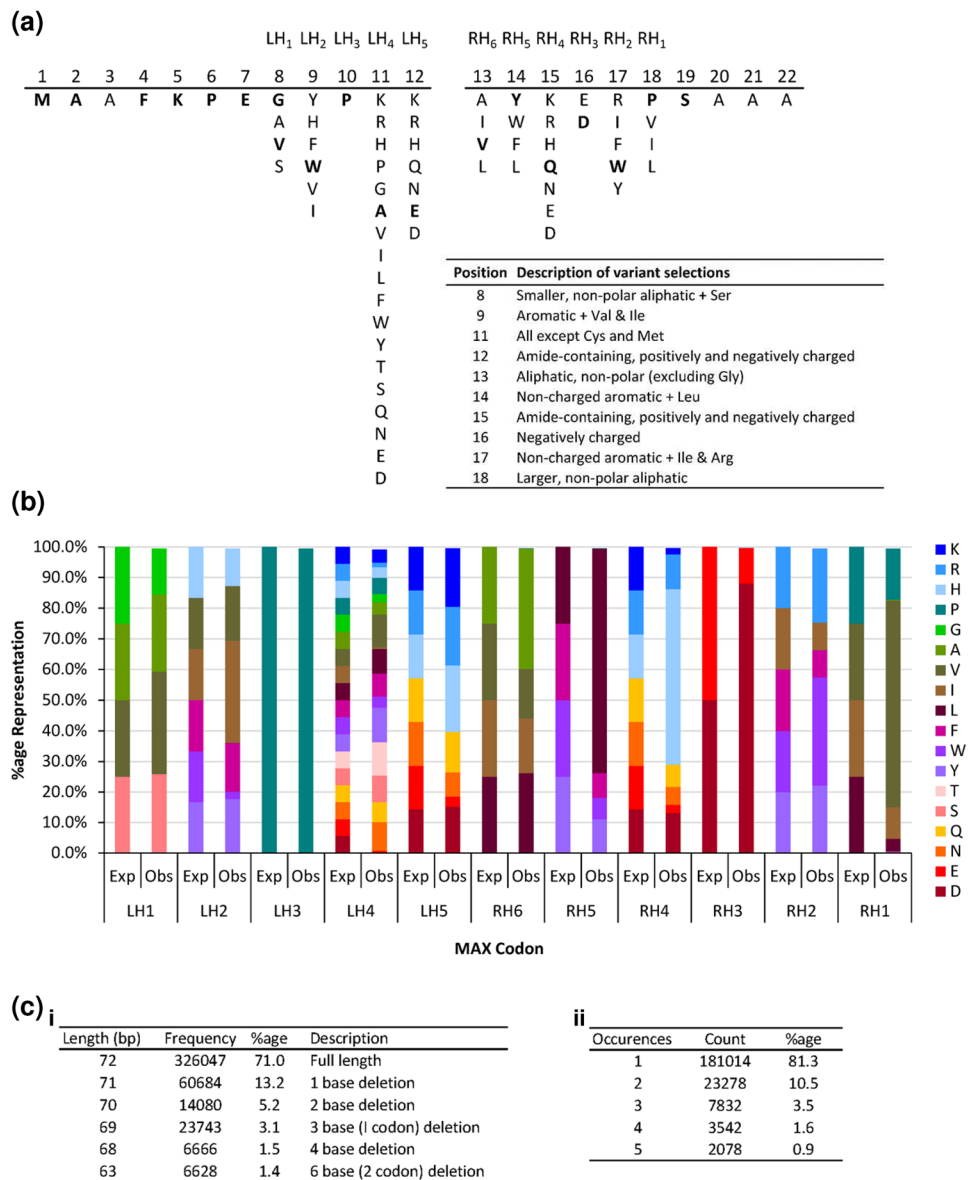 (a)
LH1 LH2 LH3 LH4 LH5 RH6 RH5 RH4 RH3 RH2 RH1
1 2 3 4 5 6 7 8 9 10 11 12 13 14 15 16 17 18 19 20 21 22
M A A F K P E G Y P K K A Y K E R P S A A A
A H R R I W R D I V
V F H H V F H F I
S W P Q L L Q W L
V G N N Y
I A E E
V D D
I
L
F
W
Y
T
S
Q
N
E
D
Position Description of variant selections
8 Smaller, non-polar aliphatic + Ser
9 Aromatic + Val & Ile
11 All except Cys and Met
12 Amide-containing, positively and negatively charged
13 Aliphatic, non-polar (excluding Gly)
14 Non-charged aromatic + Leu
15 Amide-containing, positively and negatively charged
16 Negatively charged
17 Non-charged aromatic + Ile & Arg
18 Larger, non-polar aliphatic
(b)
%age Representation
100.0%
90.0%
80.0%
70.0%
60.0%
50.0%
40.0%
30.0%
20.0%
10.0%
0.0%
K
R
H
P
G
A
V
I
L
F
W
Y
T
S
Q
N
E
D
Exp Obs Exp Obs Exp Obs Exp Obs Exp Obs Exp Obs Exp Obs Exp Obs Exp Obs Exp Obs Exp Obs
LH1 LH2 LH3 LH4 LH5 RH6 RH5 RH4 RH3 RH2 RH1
MAX Codon
(c) i
Length (bp) Frequency %age Description
72 326047 71.0 Full length
71 60684 13.2 1 base deletion
70 14080 5.2 2 base deletion
69 23743 3.1 3 base (I codon) deletion
68 6666 1.5 4 base deletion
63 6628 1.4 6 base (2 codon) deletion
ii
Occurences Count %age
1 181014 81.3
2 23278 10.5
3 7832 3.5
4 3542 1.6
5 2078 0.9